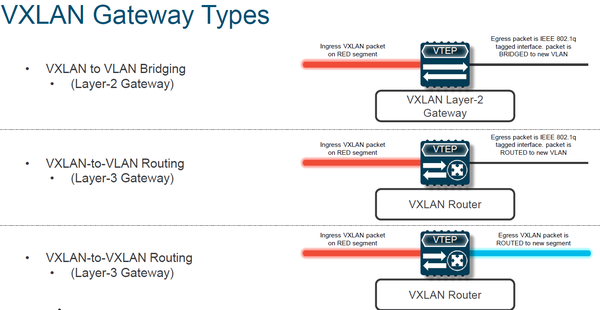 VXLAN Gateway Types
• VXLAN to VLAN Bridging
• (Layer-2 Gateway)
Ingress VXLAN packet
on RED segment
VTEP
Egress packet is IEEE 802.1q
tagged interface. packet is
BRIDGED to new VLAN
VXLAN Layer-2
Gateway
• VXLAN-to-VLAN Routing
• (Layer-3 Gateway)
Ingress VXLAN packet
on RED segment
VTEP
Egress packet is IEEE 802.1q
tagged interface. packet is
ROUTED to new VLAN
VXLAN Router
• VXLAN-to-VXLAN Routing
• (Layer-3 Gateway)
Ingress VXLAN packet
on RED segment
VTEP
Egress VXLAN packet is
ROUTED to new segment
VXLAN Router